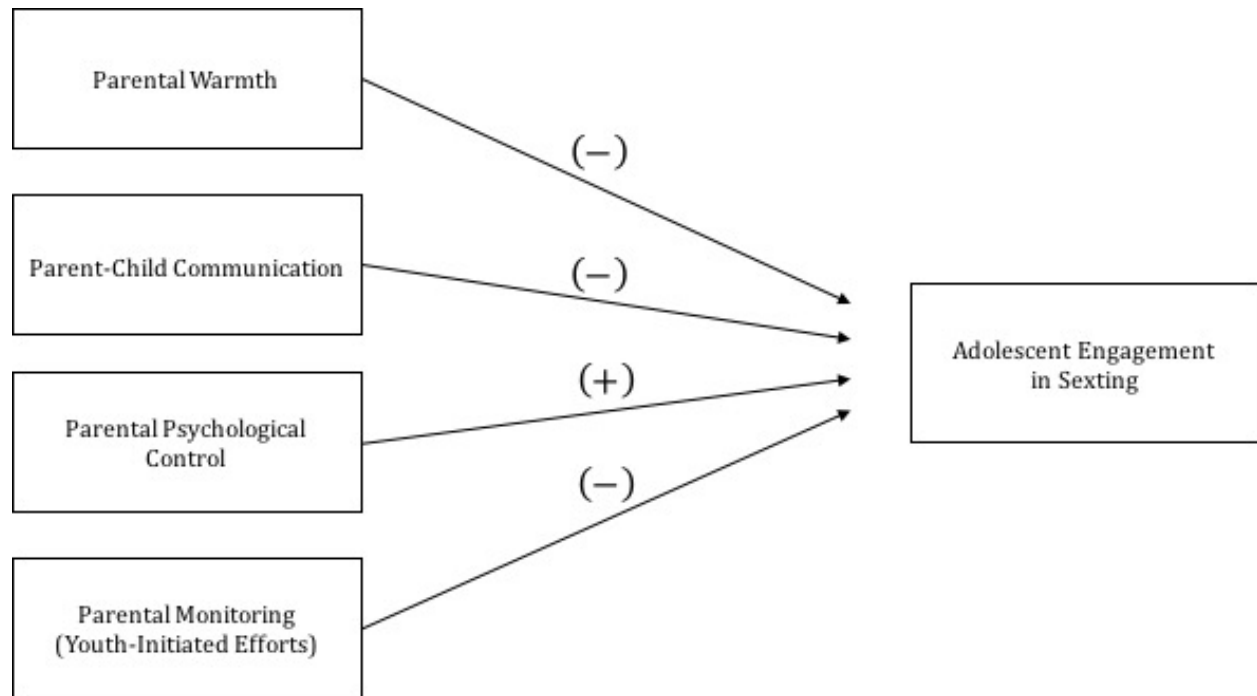 Parental Warmth
(−)
Parent-Child Communication
(−)
Adolescent Engagement
in Sexting
(+)
Parental Psychological
Control
(−)
Parental Monitoring
(Youth-Initiated Efforts)